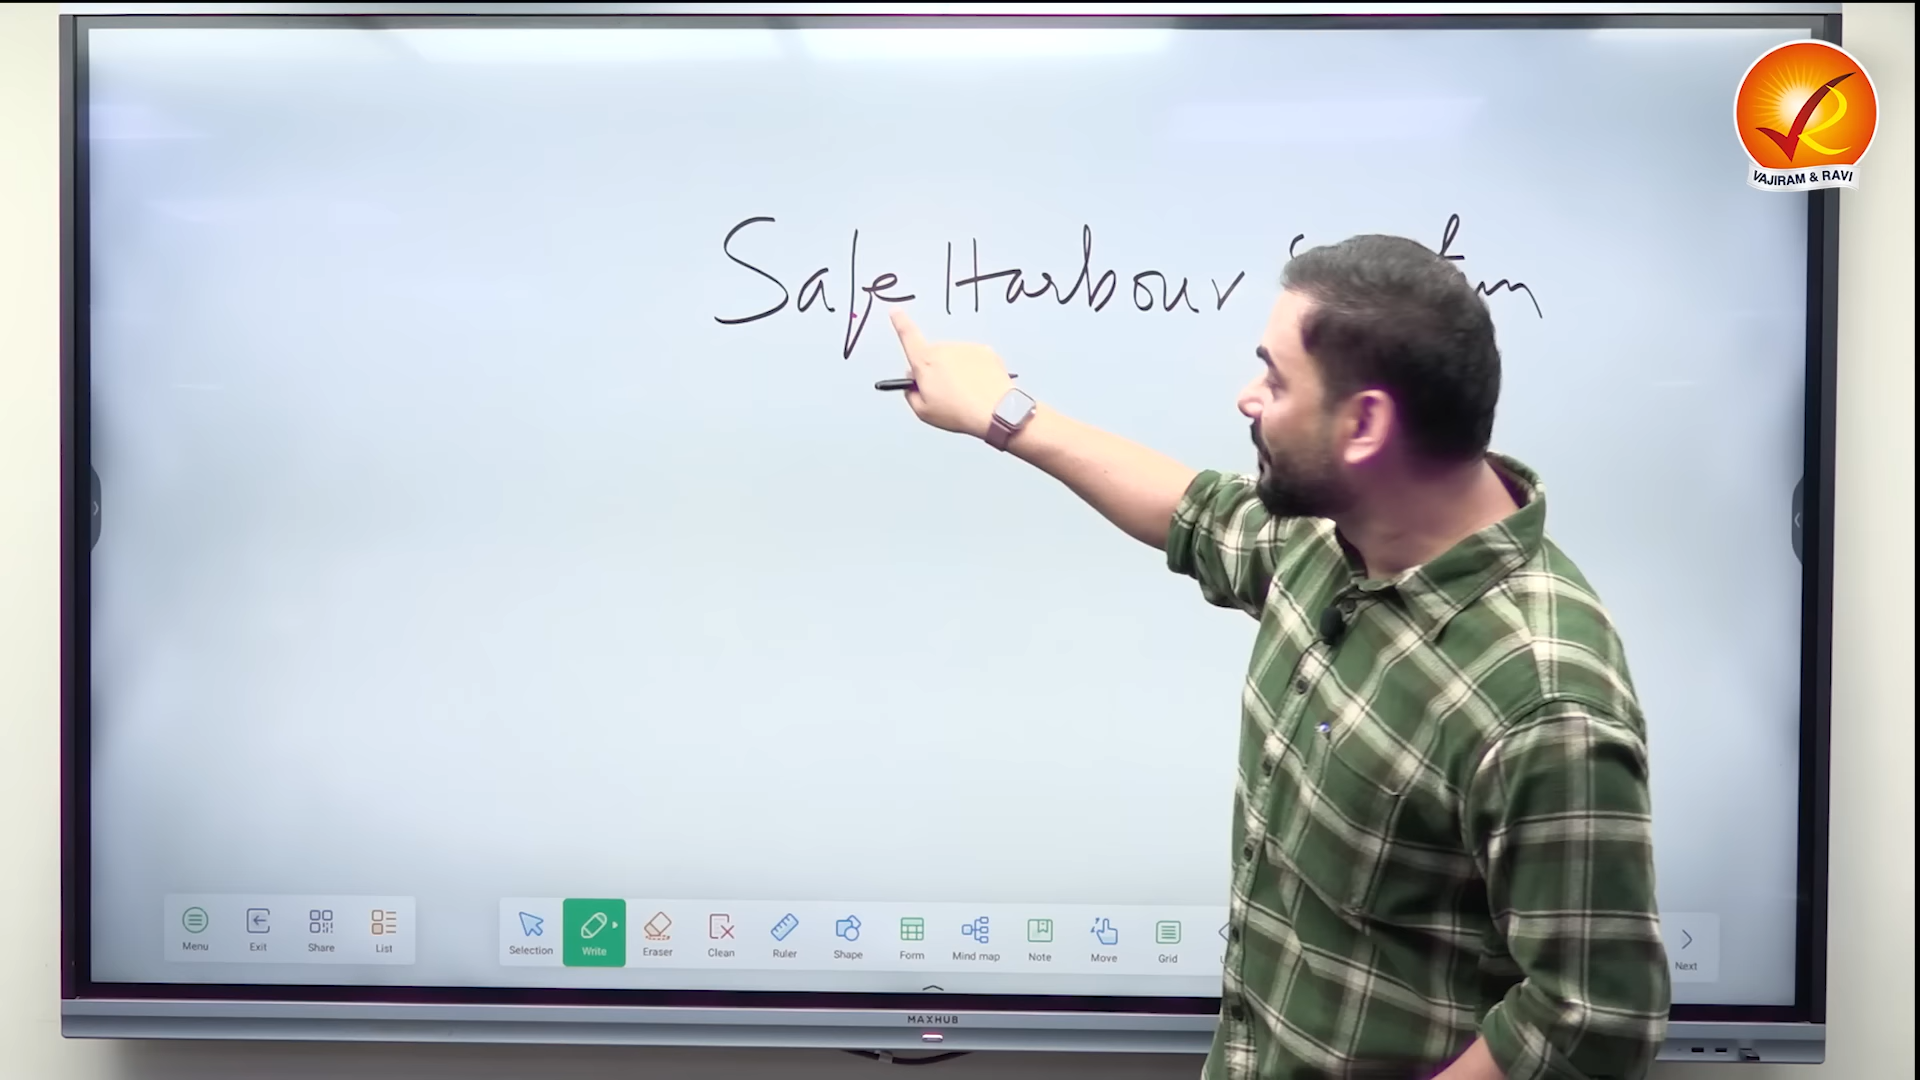 VAJIRAM & RAVI
Safe Harbour
Menu
Exit
Share
List
Selection
Write
Eraser
Clean
Ruler
Shape
Form
Mind map
Note
Move
Grid
Next
MAXHUB